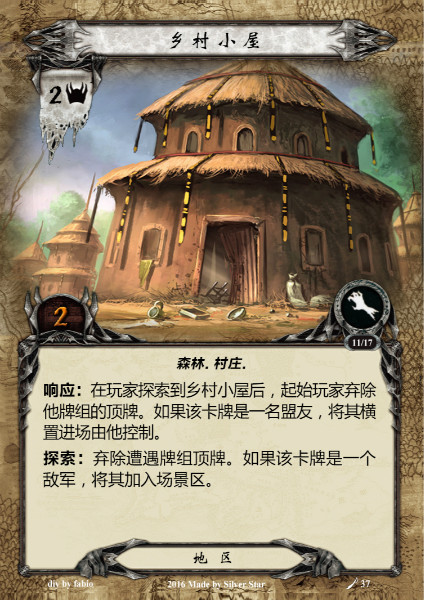 乡村小屋
2
2
11/17
森林. 村庄.
响应：在玩家探索到乡村小屋后，起始玩家弃除
他牌组的顶牌。如果该卡牌是一名盟友，将其横
置进场由他控制。
探索：弃除遭遇牌组顶牌。如果该卡牌是一个
敌军，将其加入场景区。
地 区
diy by fabio
2016 Made by Silver Star
37